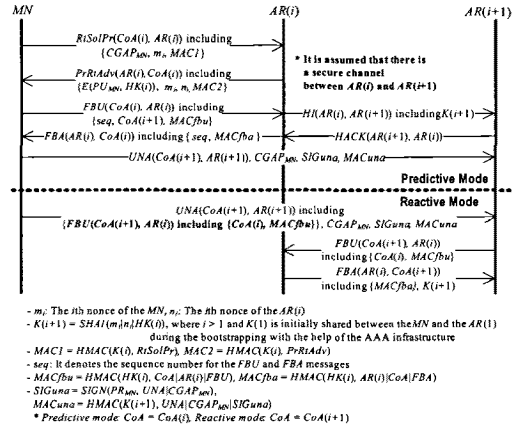 MN AR(i) AR(i+1)
RtSolPr(CoA(i), AR(i)) including
{CGAP_MN, m_i, MAC1}
PrRtAdv(AR(i),CoA(i)) including
{E(PU_MN, HK(i)), m_i, n_i, MAC2}
* It is assumed that there is
a secure channel
between AR(i) and AR(i+1)
FBU(CoA(i), AR(i)) including
{seq, CoA(i+1), MACfbu}
HI(AR(i), AR(i+1)) including K(i+1)
FBA(AR(i), CoA(i)) including {seq, MACfba}
HACK(AR(i+1), AR(i))
UNA(CoA(i+1), AR(i+1)), CGAP_MN, SIGuna, MACuna
Predictive Mode
Reactive Mode
UNA(CoA(i+1), AR(i+1)) including
{FBU(CoA(i+1), AR(i)) including {CoA(i), MACfbu}}, CGAP_MN, SIGuna, MACuna
FBU(CoA(i+1), AR(i))
including {CoA(i), MACfbu}
FBA(AR(i), CoA(i+1))
including {MACfba}, K(i+1)
- m_i: The ith nonce of the MN, n_i: The ith nonce of the AR(i)
- K(i+1) = SHA1(m_i|n_i|HK(i)), where i > 1 and K(1) is initially shared between the MN and the AR(1)
during the bootstrapping with the help of the AAA infrastructure
- MAC1 = HMAC(K(i), RtSolPr), MAC2 = HMAC(K(i), PrRtAdv)
- seq: It denotes the sequence number for the FBU and FBA messages
- MACfbu = HMAC(HK(i), CoA|AR(i)|FBU), MACfba = HMAC(HK(i), AR(i)|CoA|FBA)
- SIGuna = SIGN(PR_MN, UNA|CGAP_MN),
MACuna = HMAC(K(i+1), UNA|CGAP_MN|SIGuna)
* Predictive mode: CoA = CoA(i), Reactive mode: CoA = CoA(i+1)